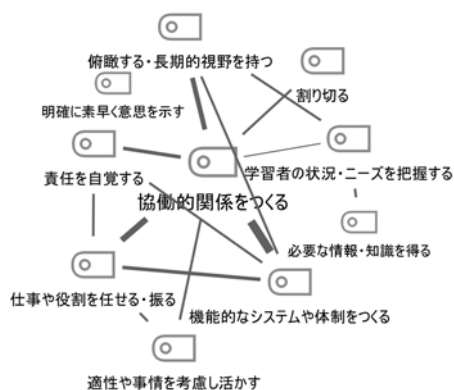 俯瞰する・長期的視野を持つ
割り切る
明確に素早く意思を示す
責任を自覚する
学習者の状況・ニーズを把握する
協働的関係をつくる
必要な情報・知識を得る
仕事や役割を任せる・振る
機能的なシステムや体制をつくる
適性や事情を考慮し活かす